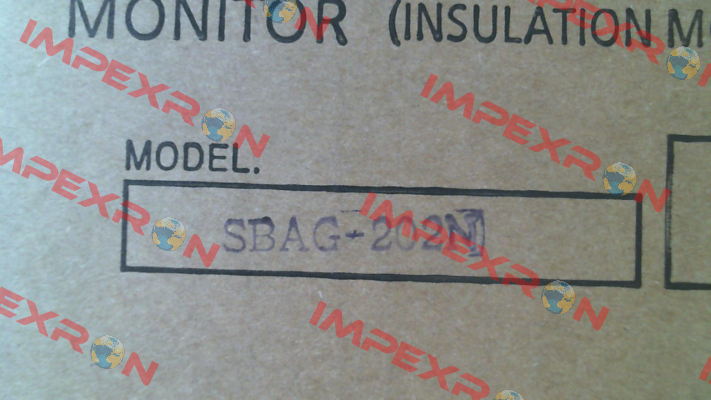 MONITOR (INSULATION
MODEL.
SBAG-202N
IMPEXRON
IMPEXRON
IMPEXRON
IMPEXRON
IMPEXRON